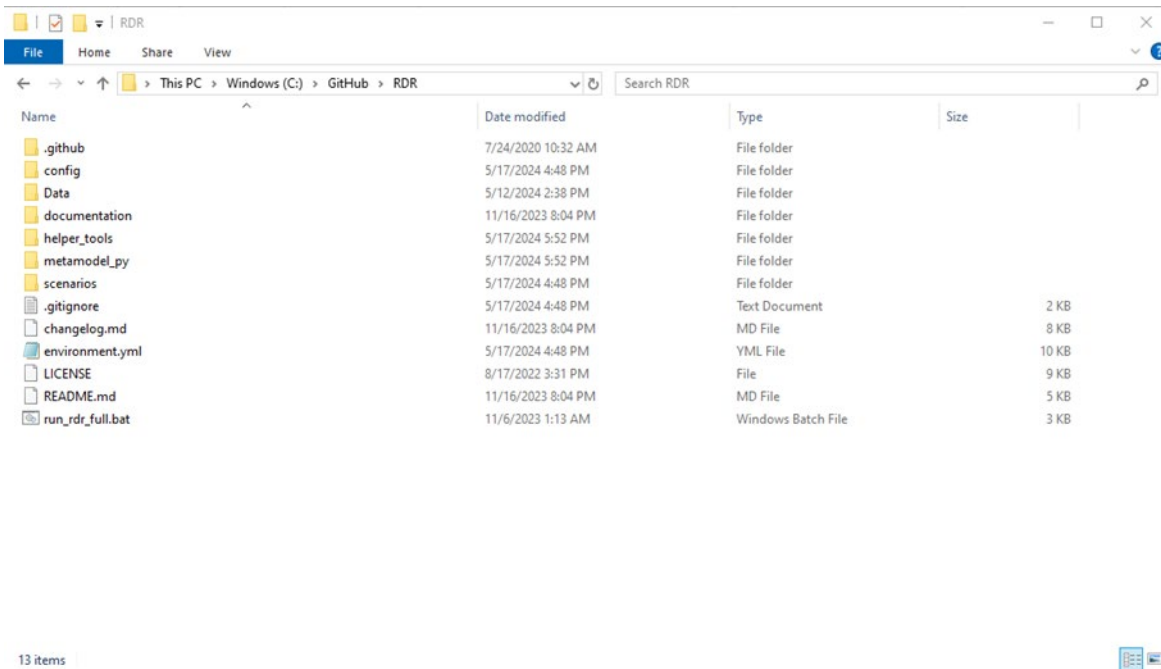 RDR
File Home Share View
This PC > Windows (C:) > GitHub > RDR Search RDR
Name Date modified Type Size
.github 7/24/2020 10:32 AM File folder
config 5/17/2024 4:48 PM File folder
Data 5/12/2024 2:38 PM File folder
documentation 11/16/2023 8:04 PM File folder
helper_tools 5/17/2024 5:52 PM File folder
metamodel_py 5/17/2024 5:52 PM File folder
scenarios 5/17/2024 4:48 PM File folder
.gitignore 5/17/2024 4:48 PM Text Document 2 KB
changelog.md 11/16/2023 8:04 PM MD File 8 KB
environment.yml 5/17/2024 4:48 PM YML File 10 KB
LICENSE 8/17/2022 3:31 PM File 9 KB
README.md 11/16/2023 8:04 PM MD File 5 KB
run_rdr_full.bat 11/6/2023 1:13 AM Windows Batch File 3 KB
13 items